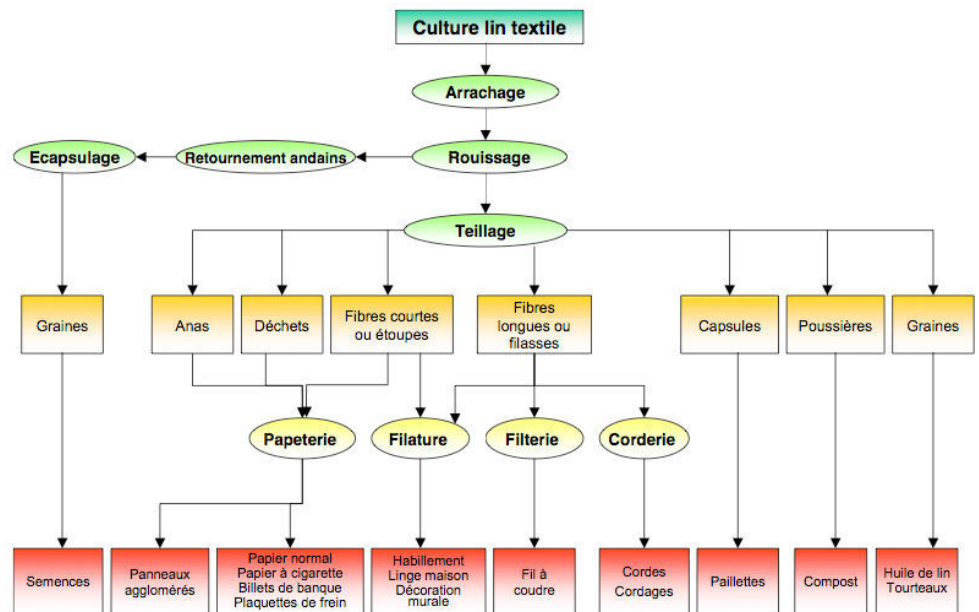 Culture lin textile
Arrachage
Ecapsulage
Retournement andains
Rouissage
Teillage
Graines
Anas
Déchets
Fibres courtes
ou étoupes
Fibres
longues ou
filasses
Capsules
Poussières
Graines
Papeterie
Filature
Filterie
Corderie
Semences
Panneaux
agglomérés
Papier normal
Papier à cigarette
Billets de banque
Plaquettes de frein
Habillement
Linge maison
Décoration
murale
Fil à
coudre
Cordes
Cordages
Paillettes
Compost
Huile de lin
Tourteaux